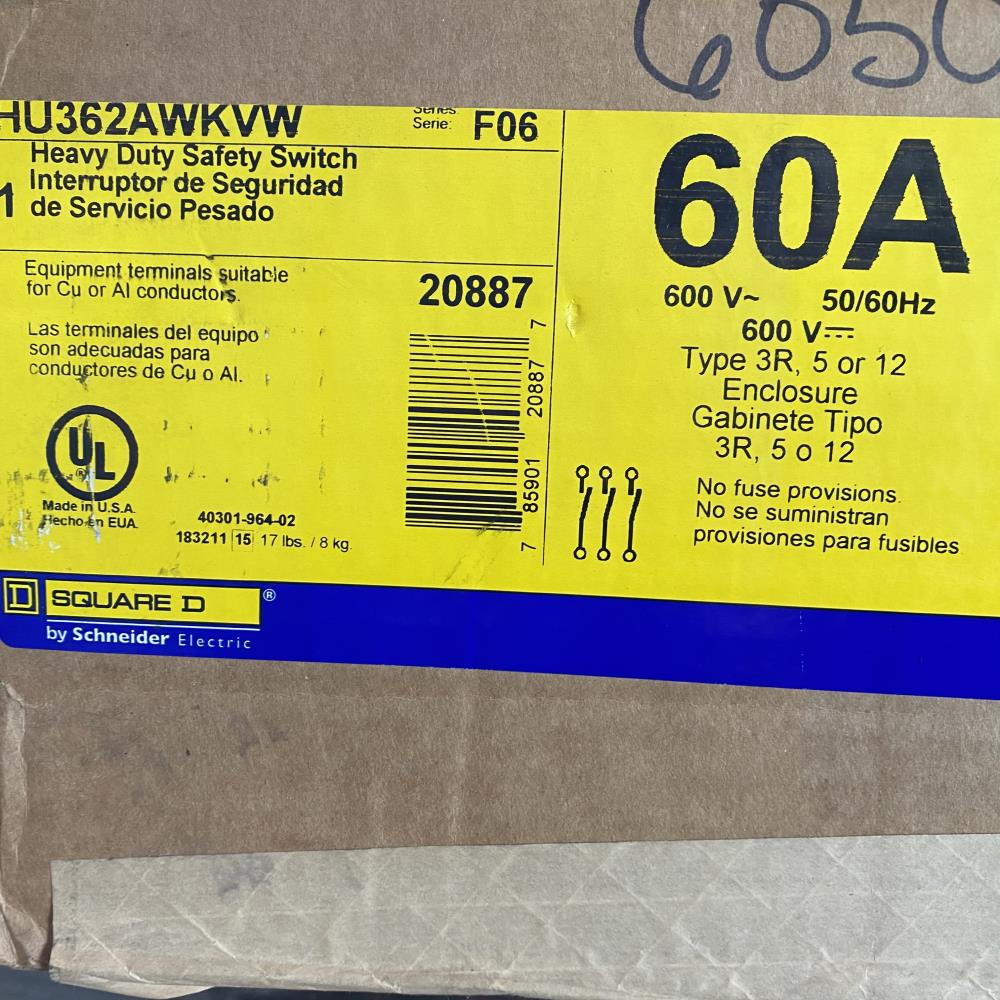 6050
HU362AWKVW
Series
Serie: F06
1
Heavy Duty Safety Switch
Interruptor de Seguridad
de Servicio Pesado
Equipment terminals suitable
for Cu or Al conductors.
Las terminales del equipo
son adecuadas para
conductores de Cu o Al.
20887
7 85901 20887 7
UL
®
Made in U.S.A.
Hecho en EUA.
40301-964-02
183211 15 17 lbs. / 8 kg.
60A
600 V~ 50/60Hz
600 V⎓
Type 3R, 5 or 12
Enclosure
Gabinete Tipo
3R, 5 o 12
No fuse provisions.
No se suministran
provisiones para fusibles
D SQUARE D ®
by Schneider Electric